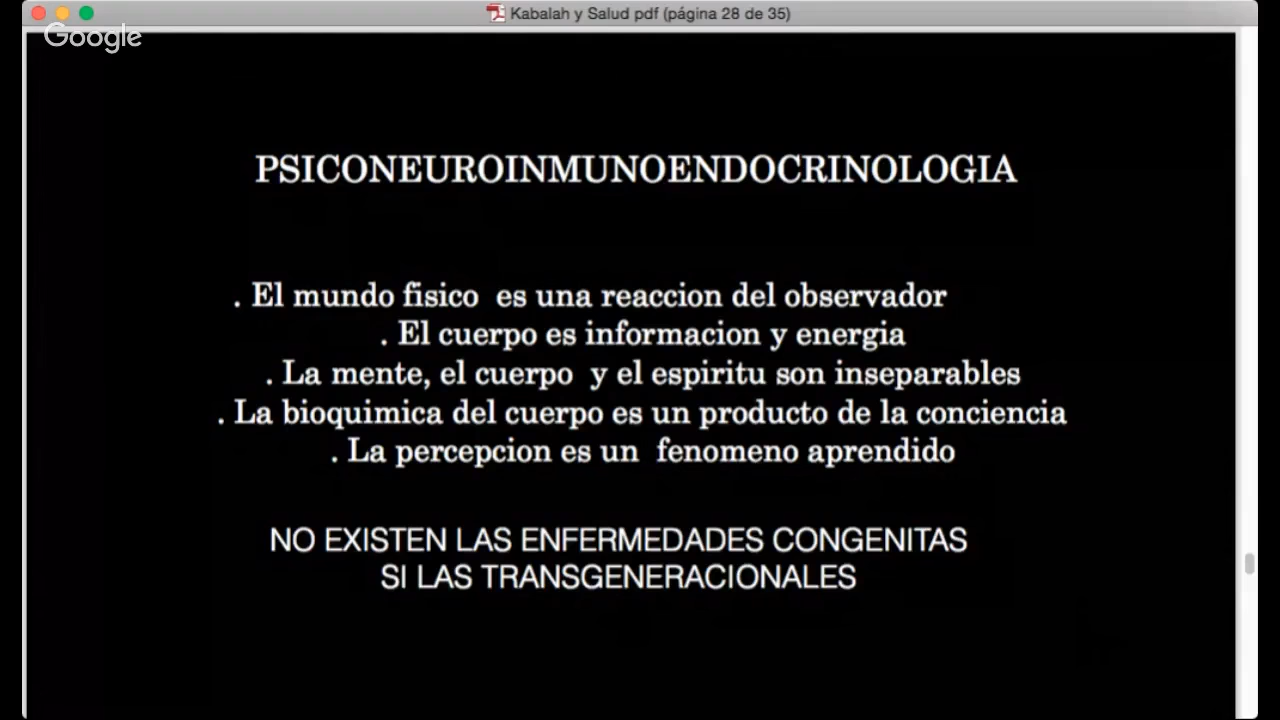 Kabalah y Salud pdf (página 28 de 35)
Google
PSICONEUROINMUNOENDOCRINOLOGIA
. El mundo fisico es una reaccion del observador
. El cuerpo es informacion y energia
. La mente, el cuerpo y el espiritu son inseparables
. La bioquimica del cuerpo es un producto de la conciencia
. La percepcion es un fenomeno aprendido
NO EXISTEN LAS ENFERMEDADES CONGENITAS
SI LAS TRANSGENERACIONALES